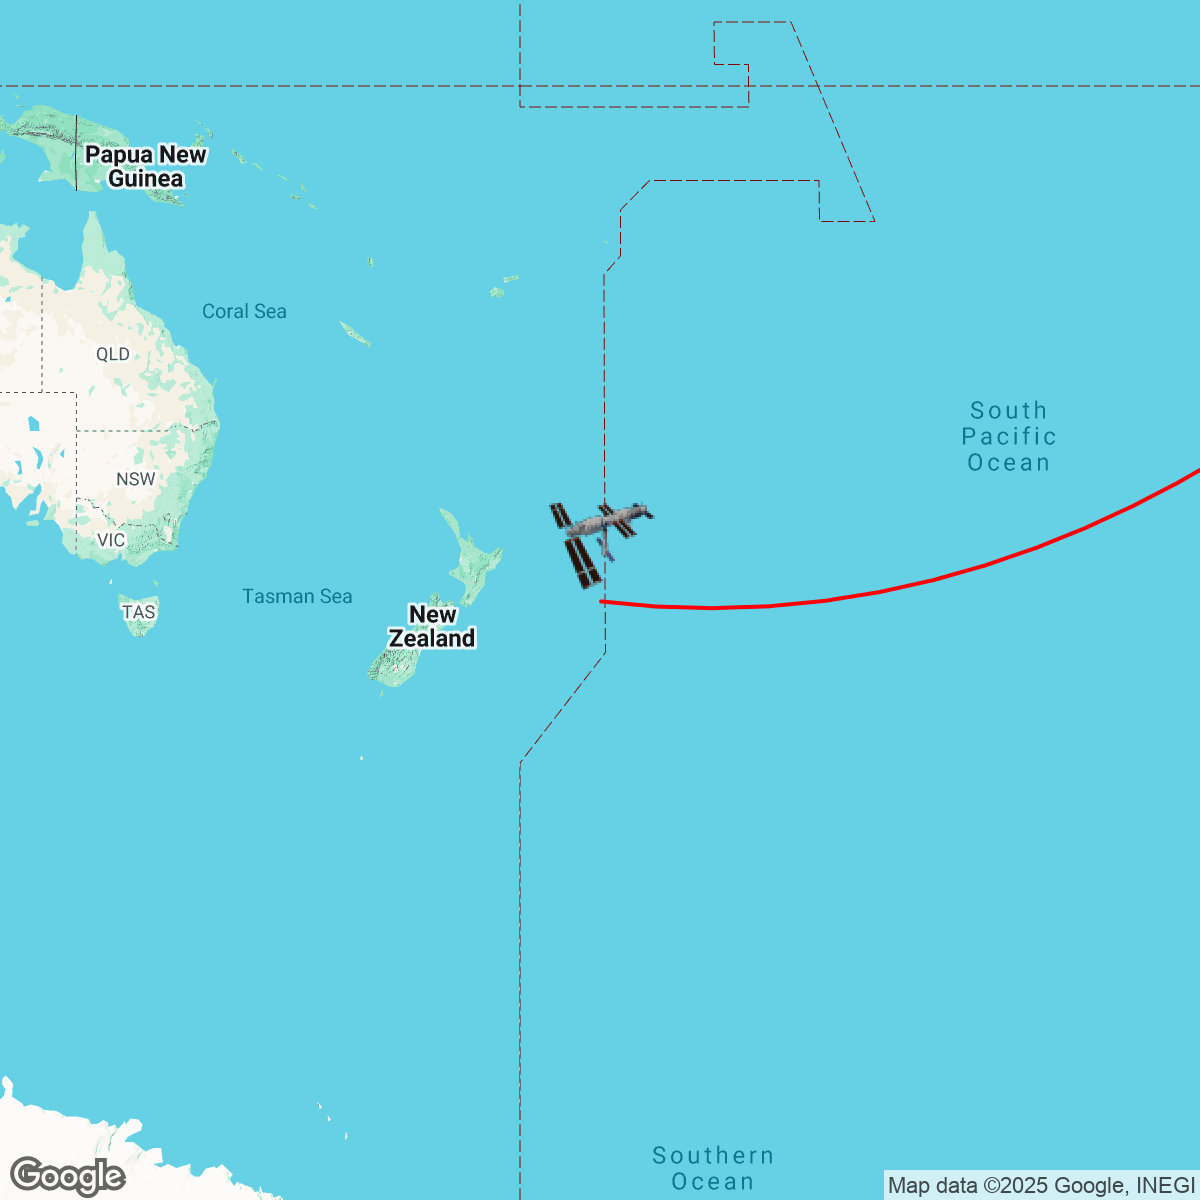 Papua New
Guinea
Coral Sea
QLD
South
Pacific
Ocean
NSW
VIC
Tasman Sea
TAS
New
Zealand
Southern
Ocean
Google
Map data ©2025 Google, INEGI